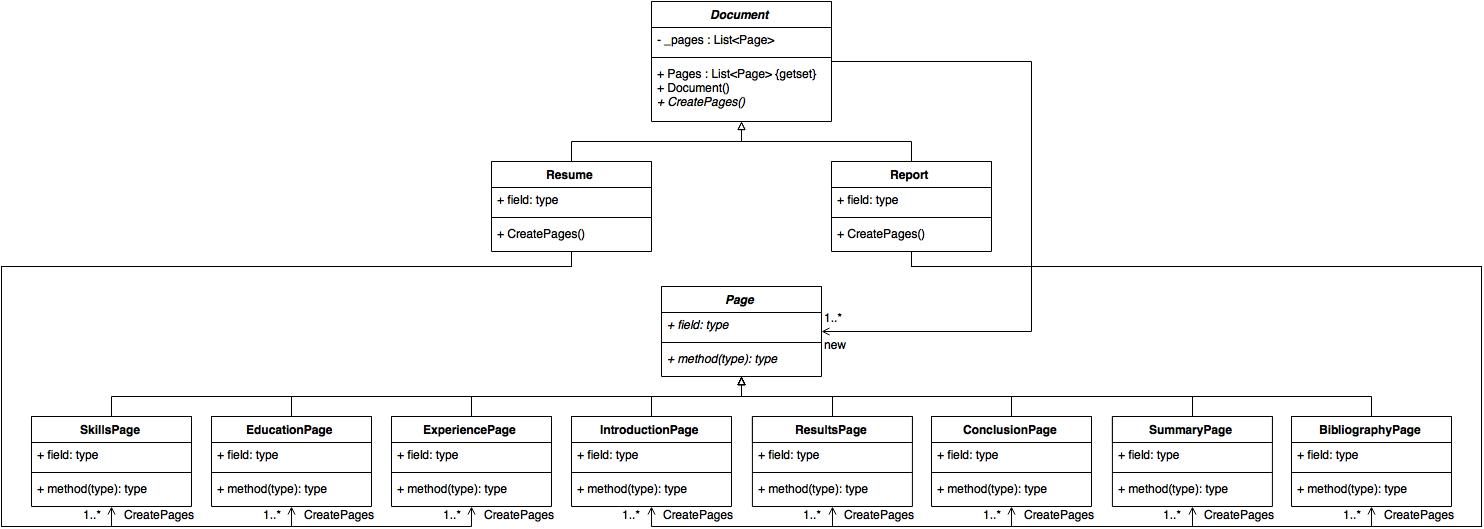 Document
- _pages : List<Page>
+ Pages : List<Page> {getset}
+ Document()
+ CreatePages()
Resume
+ field: type
+ CreatePages()
Report
+ field: type
+ CreatePages()
Page
+ field: type
+ method(type): type
1..*
new
SkillsPage
+ field: type
+ method(type): type
EducationPage
+ field: type
+ method(type): type
ExperiencePage
+ field: type
+ method(type): type
IntroductionPage
+ field: type
+ method(type): type
ResultsPage
+ field: type
+ method(type): type
ConclusionPage
+ field: type
+ method(type): type
SummaryPage
+ field: type
+ method(type): type
BibliographyPage
+ field: type
+ method(type): type
1..* CreatePages
1..* CreatePages
1..* CreatePages
1..* CreatePages
1..* CreatePages
1..* CreatePages
1..* CreatePages
1..* CreatePages